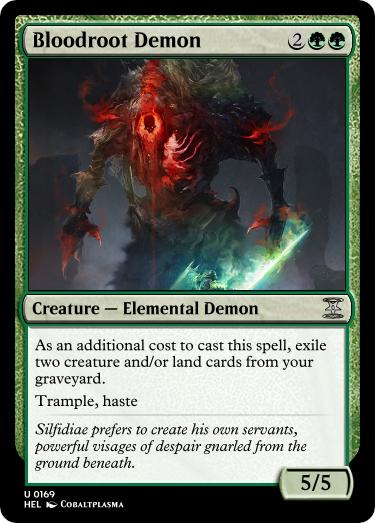 Bloodroot Demon 2
Creature — Elemental Demon
As an additional cost to cast this spell, exile
two creature and/or land cards from your
graveyard.
Trample, haste
Silfidiae prefers to create his own servants,
powerful visages of despair gnarled from the
ground beneath.
5/5
U 0169
HEL Cobaltplasma